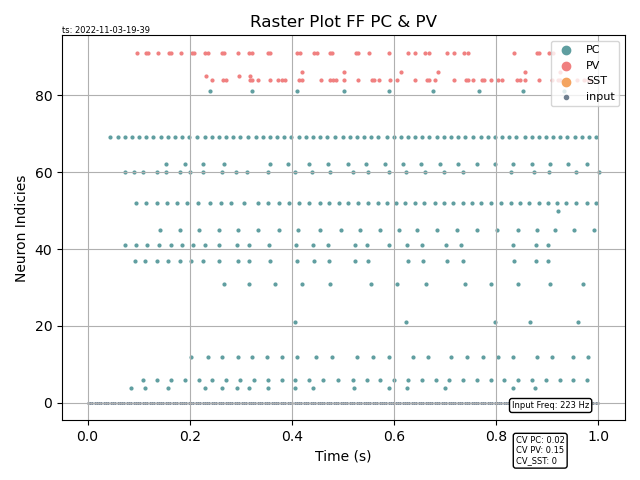 Raster Plot FF PC & PV
ts: 2022-11-03-19-39
PC
PV
SST
input
80
60
40
20
0
Neuron Indicies
0.0 0.2 0.4 0.6 0.8 1.0
Time (s)
Input Freq: 223 Hz
CV PC: 0.02
CV PV: 0.15
CV_SST: 0